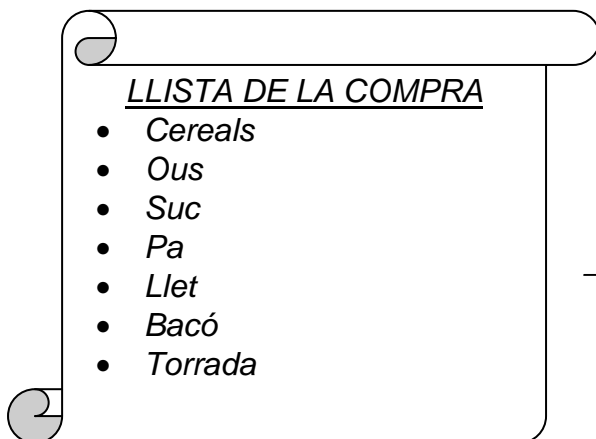 LLISTA DE LA COMPRA
• Cereals
• Ous
• Suc
• Pa
• Llet
• Bacó
• Torrada